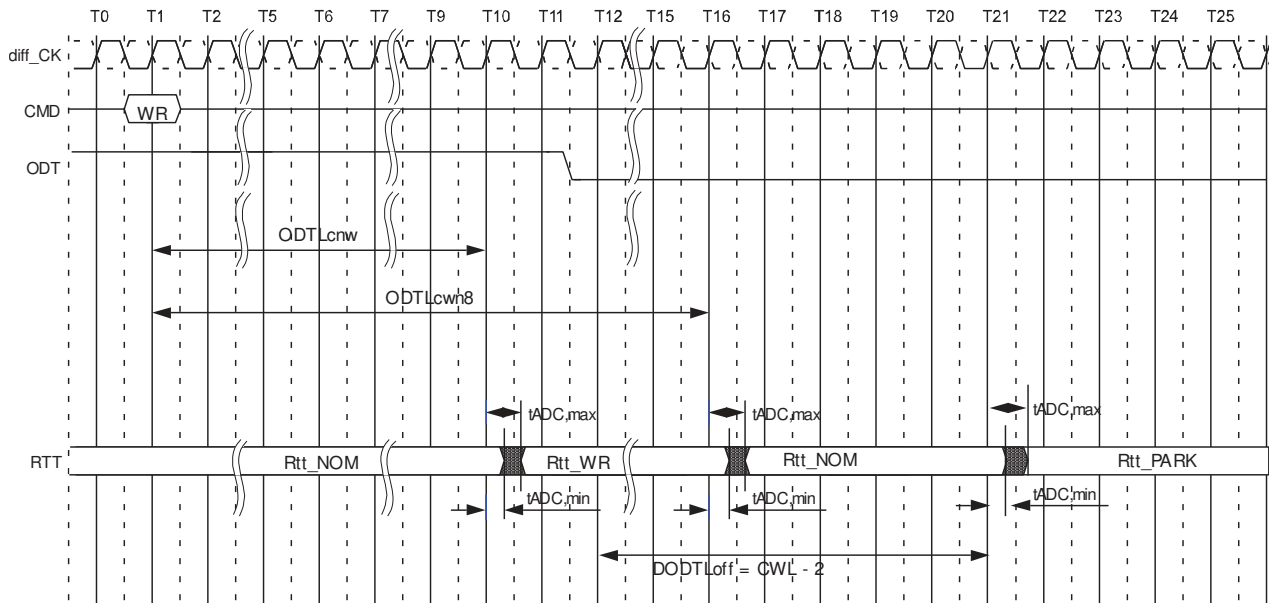 T0 T1 T2 T5 T6 T7 T9 T10 T11 T12 T15 T16 T17 T18 T19 T20 T21 T22 T23 T24 T25
diff_CK
CMD WR
ODT
ODTLcnw
ODTLcwn8
tADC,max tADC,max tADC,max
RTT Rtt_NOM Rtt_WR Rtt_NOM Rtt_PARK
tADC,min tADC,min tADC,min
DODTLoff = CWL - 2